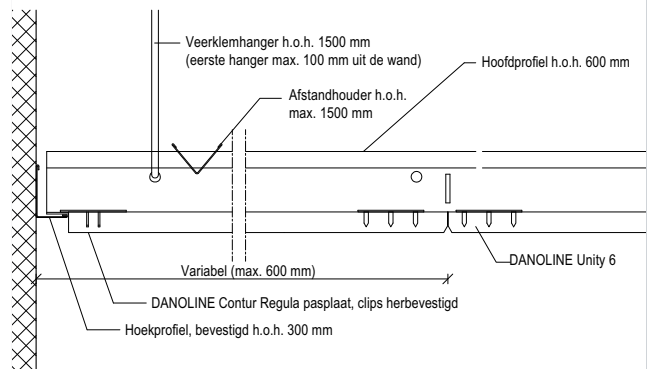 Veerklemhanger h.o.h. 1500 mm
(eerste hanger max. 100 mm uit de wand)
Hoofdprofiel h.o.h. 600 mm
Afstandhouder h.o.h.
max. 1500 mm
DANOLINE Unity 6
Variabel (max. 600 mm)
DANOLINE Contur Regula pasplaat, clips herbevestigd
Hoekprofiel, bevestigd h.o.h. 300 mm